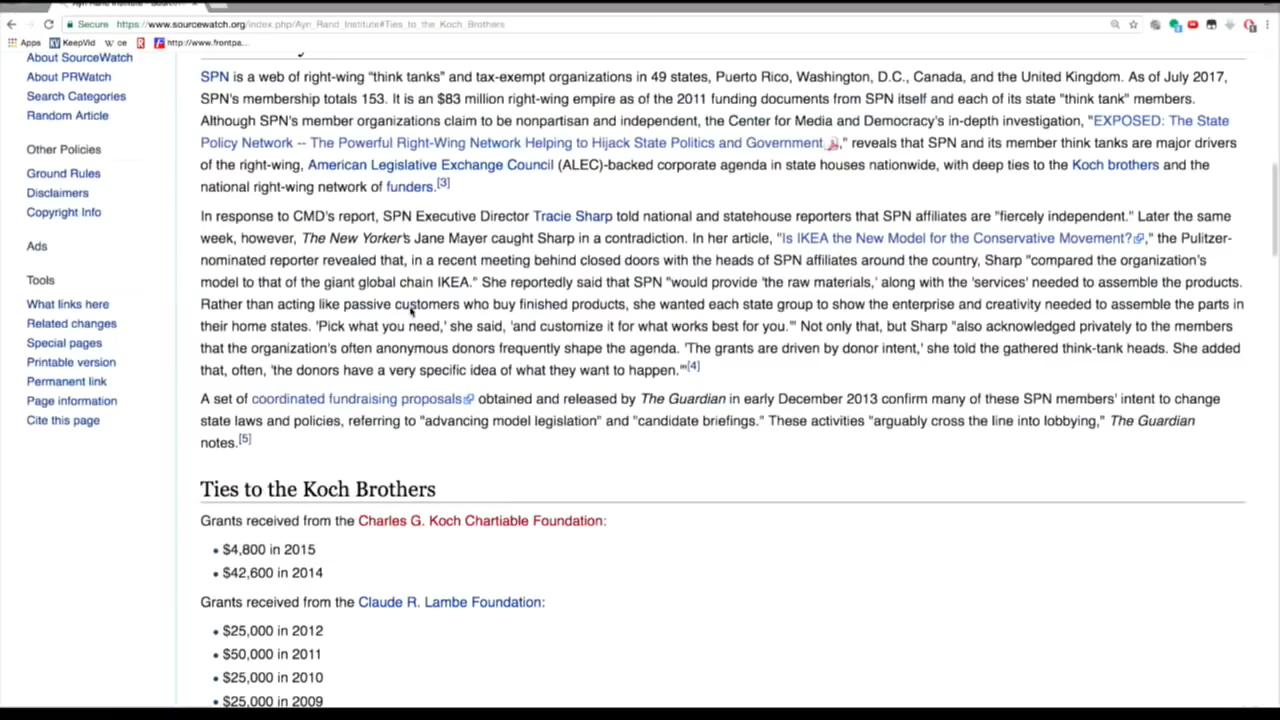 Secure https://www.sourcewatch.org/index.php/Ayn_Rand_Institute#Ties_to_the_Koch_Brothers
Apps KeepVid W ce http://www.frontpa...
About SourceWatch
About PRWatch
Search Categories
Random Article
Other Policies
Ground Rules
Disclaimers
Copyright Info
Ads
Tools
What links here
Related changes
Special pages
Printable version
Permanent link
Page information
Cite this page
SPN is a web of right-wing "think tanks" and tax-exempt organizations in 49 states, Puerto Rico, Washington, D.C., Canada, and the United Kingdom. As of July 2017,
SPN's membership totals 153. It is an $83 million right-wing empire as of the 2011 funding documents from SPN itself and each of its state "think tank" members.
Although SPN's member organizations claim to be nonpartisan and independent, the Center for Media and Democracy's in-depth investigation, "EXPOSED: The State
Policy Network -- The Powerful Right-Wing Network Helping to Hijack State Politics and Government," reveals that SPN and its member think tanks are major drivers
of the right-wing, American Legislative Exchange Council (ALEC)-backed corporate agenda in state houses nationwide, with deep ties to the Koch brothers and the
national right-wing network of funders.[3]
In response to CMD's report, SPN Executive Director Tracie Sharp told national and statehouse reporters that SPN affiliates are "fiercely independent." Later the same
week, however, The New Yorker's Jane Mayer caught Sharp in a contradiction. In her article, "Is IKEA the New Model for the Conservative Movement?," the Pulitzer-
nominated reporter revealed that, in a recent meeting behind closed doors with the heads of SPN affiliates around the country, Sharp "compared the organization's
model to that of the giant global chain IKEA." She reportedly said that SPN "would provide 'the raw materials,' along with the 'services' needed to assemble the products.
Rather than acting like passive customers who buy finished products, she wanted each state group to show the enterprise and creativity needed to assemble the parts in
their home states. 'Pick what you need,' she said, 'and customize it for what works best for you.'" Not only that, but Sharp "also acknowledged privately to the members
that the organization's often anonymous donors frequently shape the agenda. 'The grants are driven by donor intent,' she told the gathered think-tank heads. She added
that, often, 'the donors have a very specific idea of what they want to happen.'"[4]
A set of coordinated fundraising proposals obtained and released by The Guardian in early December 2013 confirm many of these SPN members' intent to change
state laws and policies, referring to "advancing model legislation" and "candidate briefings." These activities "arguably cross the line into lobbying," The Guardian
notes.[5]
Ties to the Koch Brothers
Grants received from the Charles G. Koch Chartiable Foundation:
• $4,800 in 2015
• $42,600 in 2014
Grants received from the Claude R. Lambe Foundation:
• $25,000 in 2012
• $50,000 in 2011
• $25,000 in 2010
• $25,000 in 2009